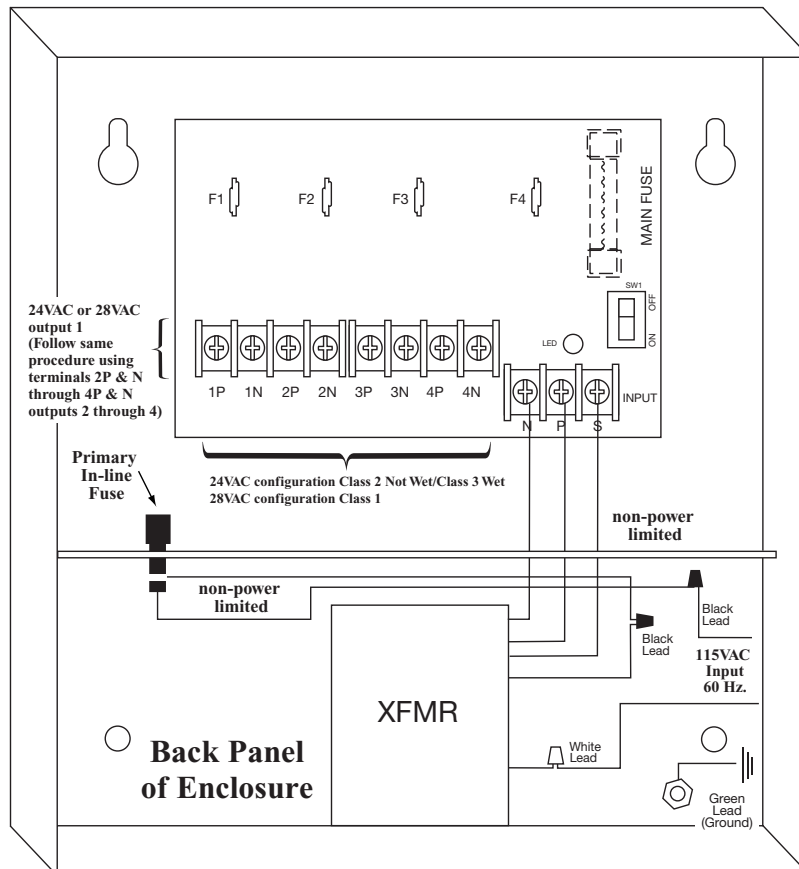 F1
F2
F3
F4
MAIN FUSE
SW1
OFF
ON
24VAC or 28VAC
output 1
(Follow same
procedure using
terminals 2P & N
through 4P & N
outputs 2 through 4)
LED
1P
1N
2P
2N
3P
3N
4P
4N
INPUT
N
P
S
24VAC configuration Class 2 Not Wet/Class 3 Wet
28VAC configuration Class 1
Primary
In-line
Fuse
non-power
limited
non-power
limited
Black
Lead
Black
Lead
115VAC
Input
60 Hz.
XFMR
White
Lead
Back Panel
of Enclosure
Green
Lead
(Ground)